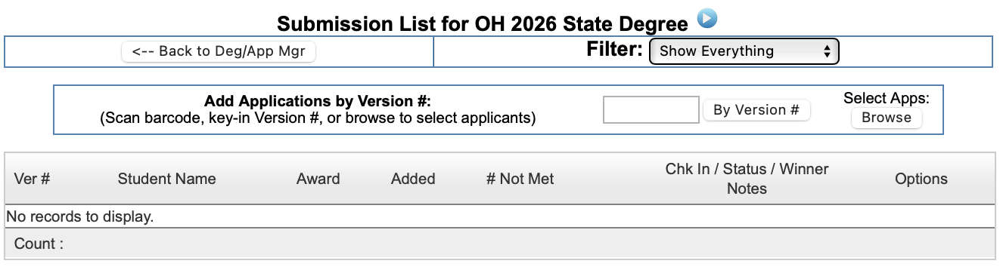 Submission List for OH 2026 State Degree
<-- Back to Deg/App Mgr
Filter: Show Everything
Add Applications by Version #:
(Scan barcode, key-in Version #, or browse to select applicants)
By Version #
Select Apps:
Browse
Ver # Student Name Award Added # Not Met Chk In / Status / Winner Notes Options
No records to display.
Count :